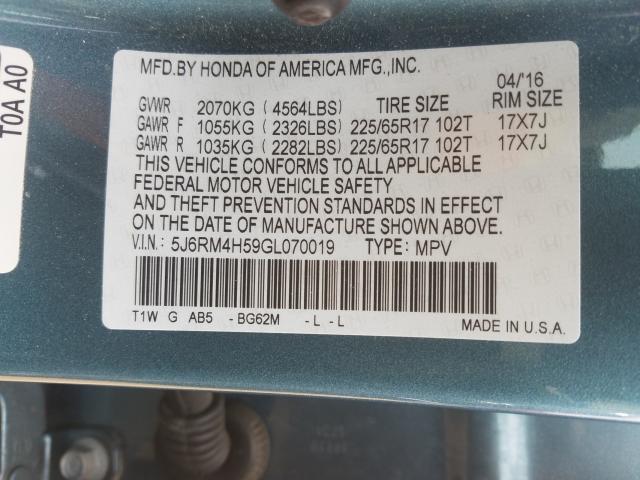 MFD.BY HONDA OF AMERICA MFG.,INC.
04/'16
GVWR 2070KG (4564LBS) TIRE SIZE RIM SIZE
GAWR F 1055KG (2326LBS) 225/65R17 102T 17X7J
GAWR R 1035KG (2282LBS) 225/65R17 102T 17X7J
THIS VEHICLE CONFORMS TO ALL APPLICABLE
FEDERAL MOTOR VEHICLE SAFETY
AND THEFT PREVENTION STANDARDS IN EFFECT
ON THE DATE OF MANUFACTURE SHOWN ABOVE.
V.I.N.: 5J6RM4H59GL070019 TYPE: MPV
T1W G AB5 -BG62M -L -L
MADE IN U.S.A.
T0A A0